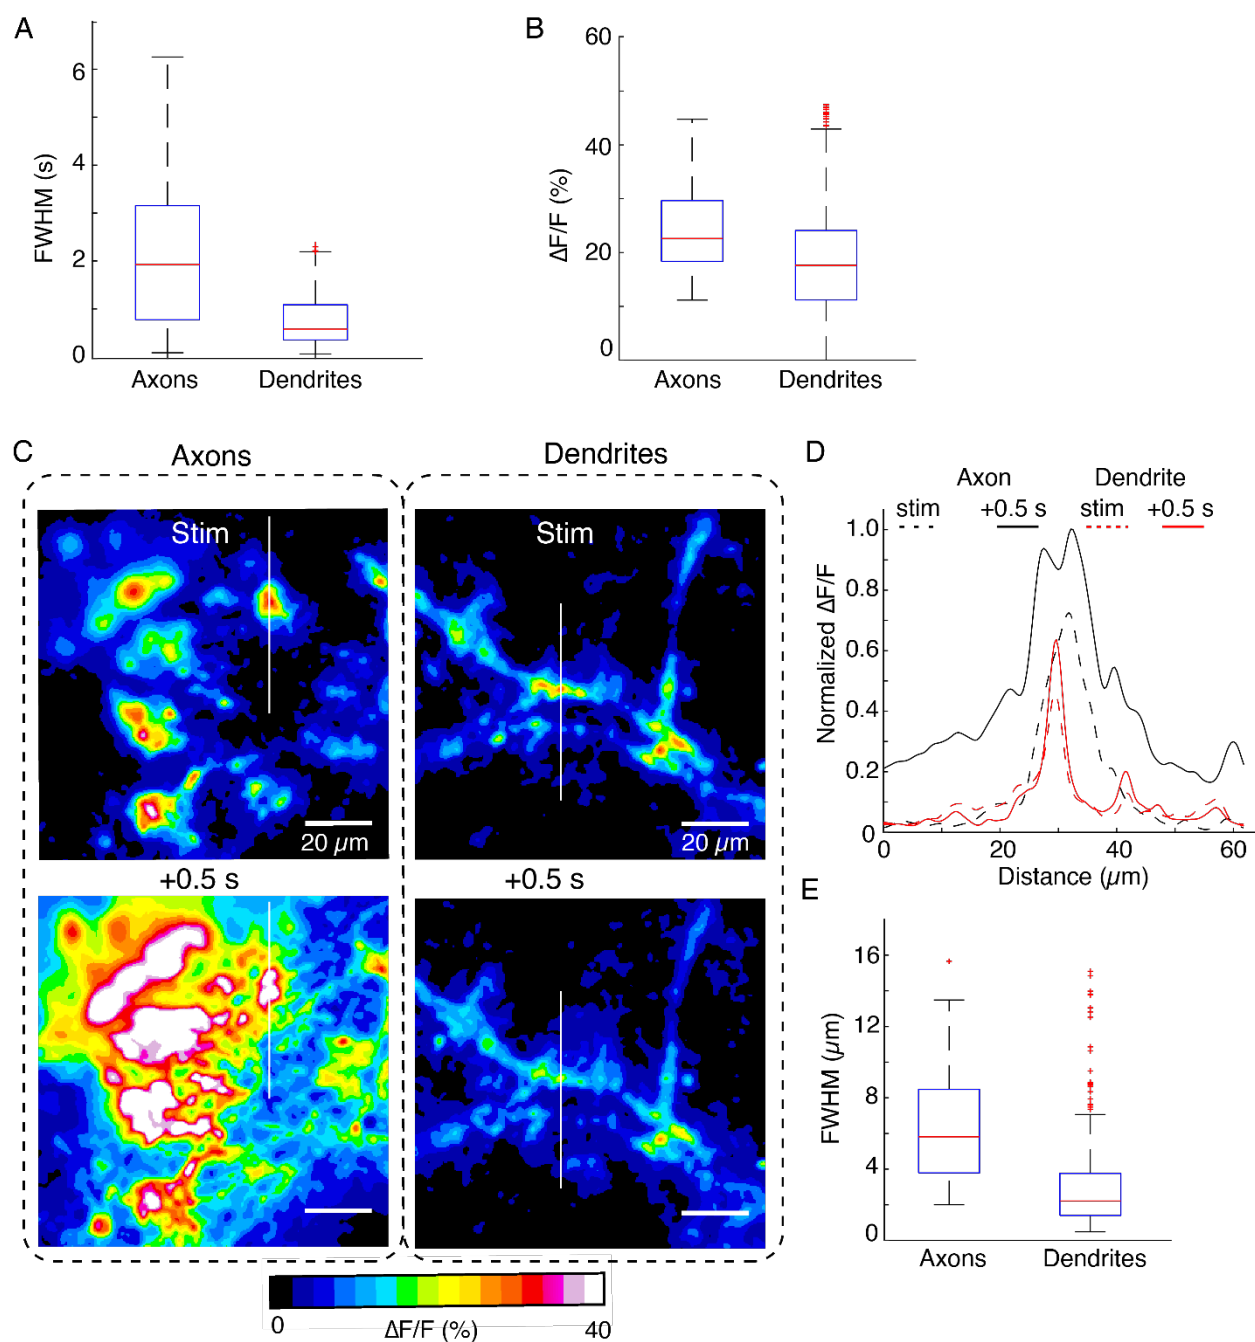 A
FWHM (s)
6
4
2
0
Axons Dendrites
B
ΔF/F (%)
60
40
20
0
Axons Dendrites
C
Axons
Dendrites
Stim
Stim
20 µm
20 µm
+0.5 s
+0.5 s
0 40
ΔF/F (%)
D
Axon Dendrite
stim +0.5 s stim +0.5 s
Normalized ΔF/F
1.0
0.8
0.6
0.4
0.2
0
0 20 40 60
Distance (µm)
E
FWHM (µm)
16
12
8
4
0
Axons Dendrites